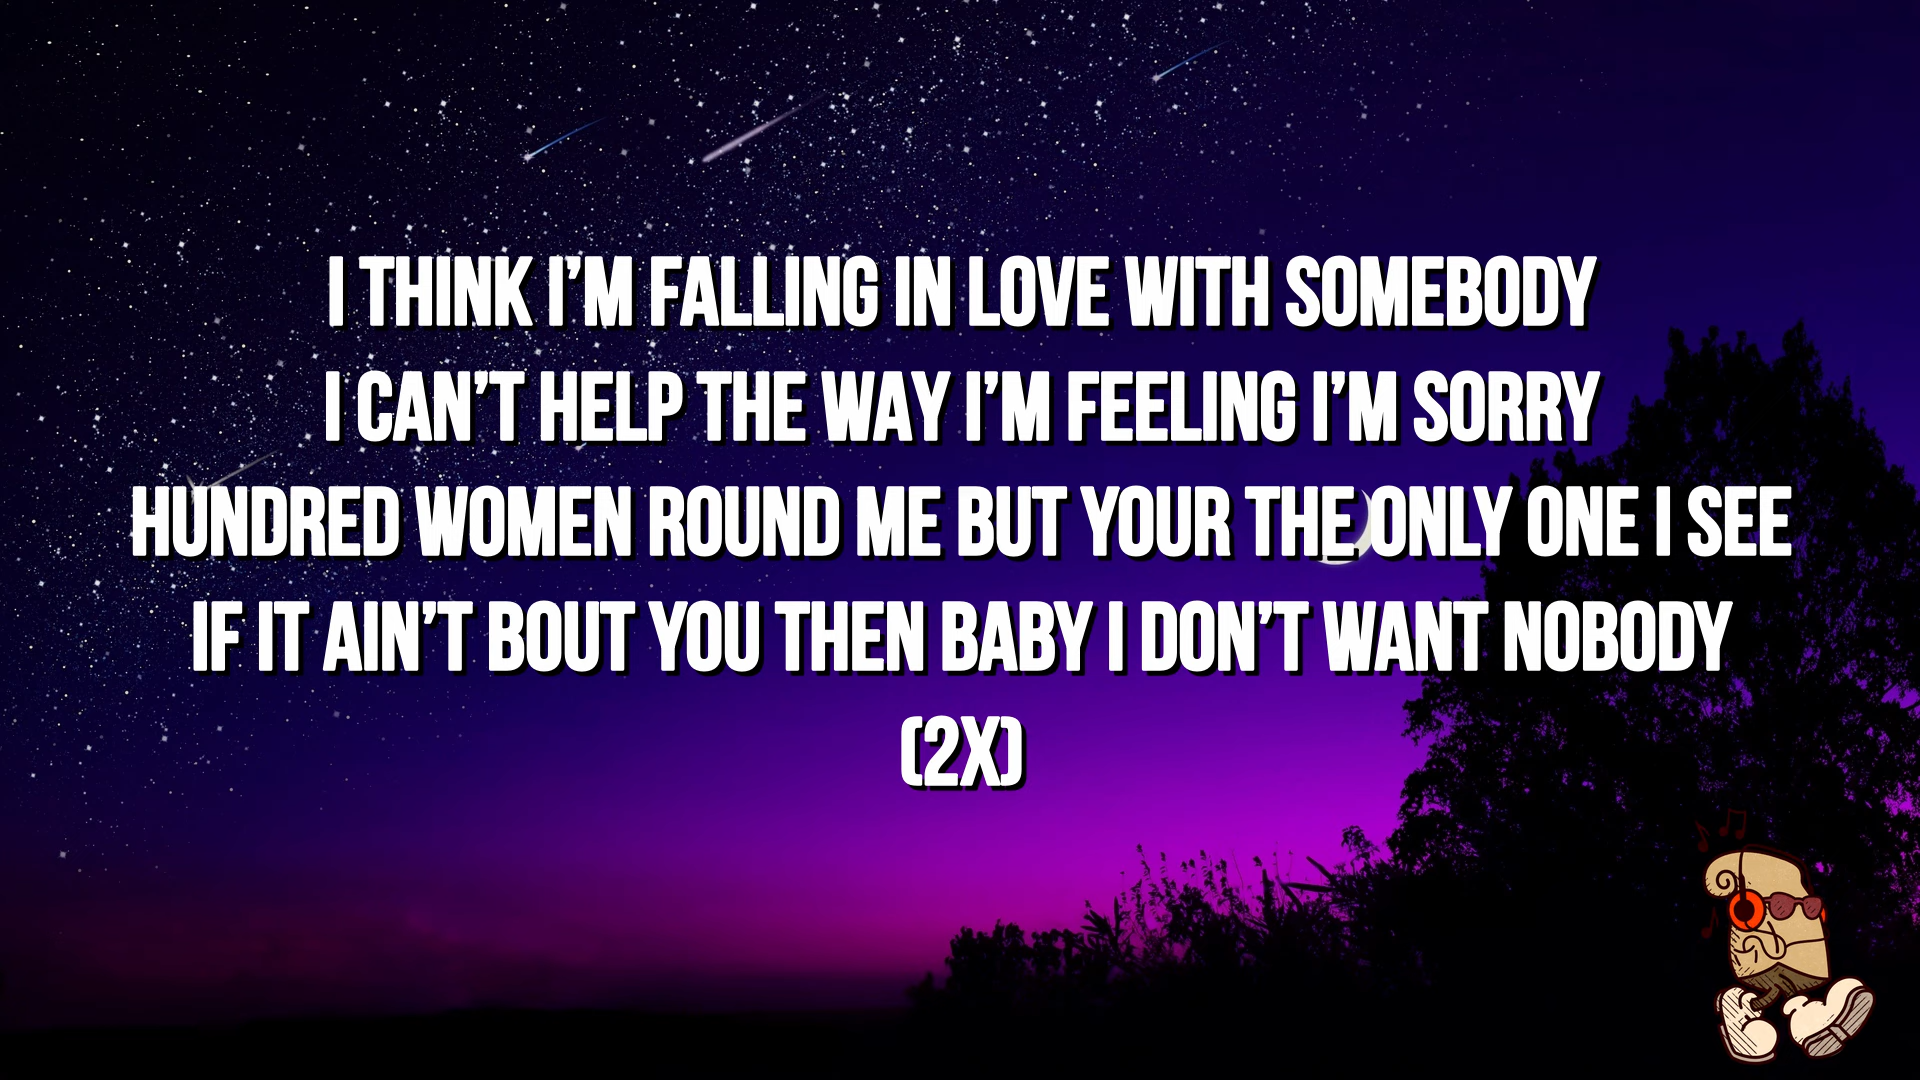 I THINK I'M FALLING IN LOVE WITH SOMEBODY
I CAN'T HELP THE WAY I'M FEELING I'M SORRY
HUNDRED WOMEN ROUND ME BUT YOUR THE ONLY ONE I SEE
IF IT AIN'T BOUT YOU THEN BABY I DON'T WANT NOBODY
(2X)